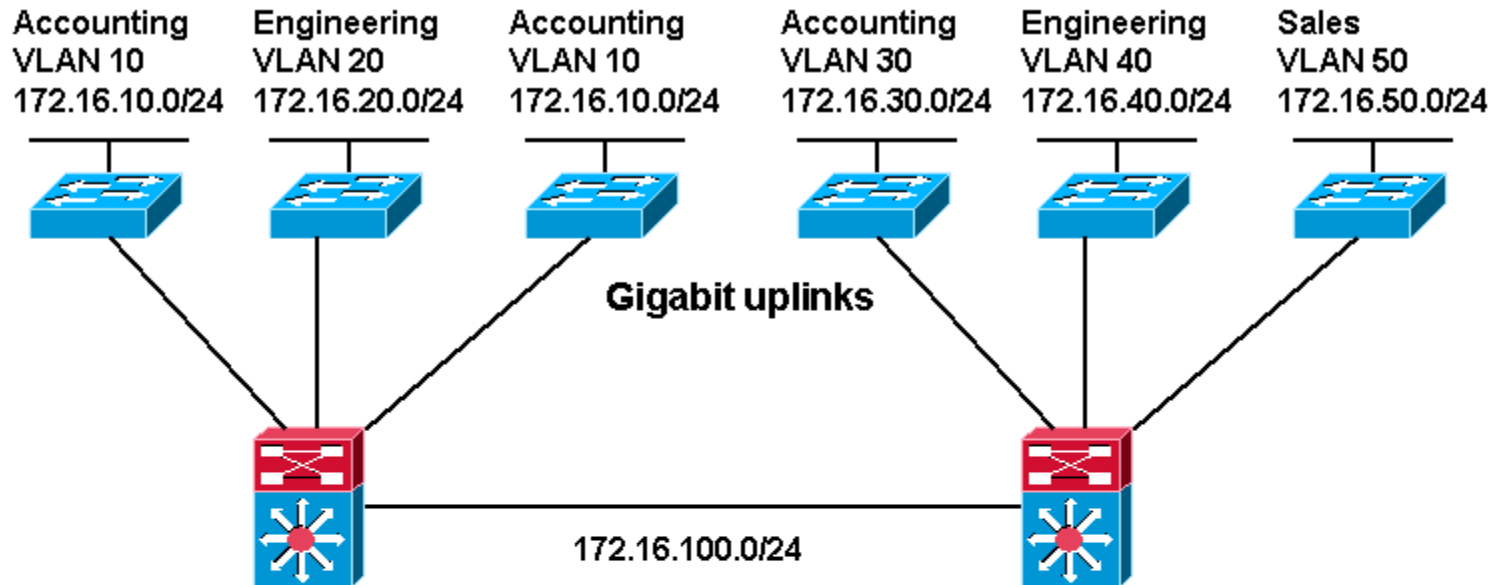 Accounting
VLAN 10
172.16.10.0/24
Engineering
VLAN 20
172.16.20.0/24
Accounting
VLAN 10
172.16.10.0/24
Accounting
VLAN 30
172.16.30.0/24
Engineering
VLAN 40
172.16.40.0/24
Sales
VLAN 50
172.16.50.0/24
Gigabit uplinks
172.16.100.0/24